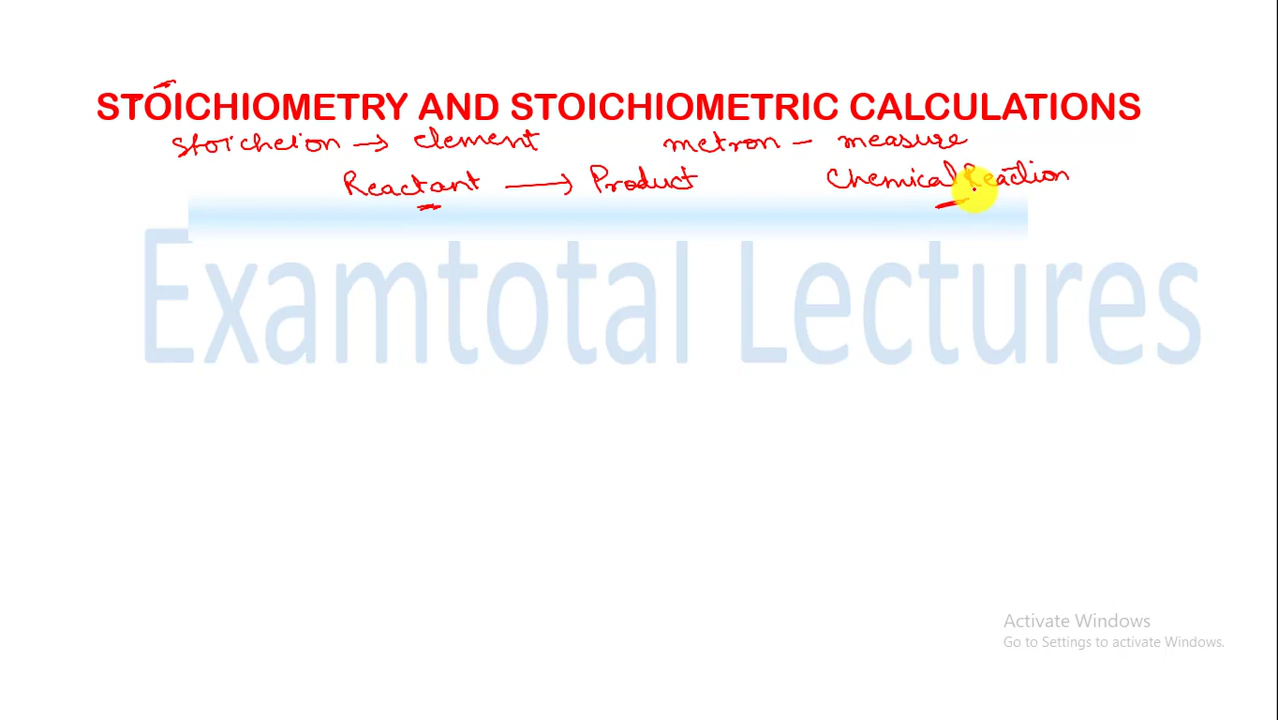 STOICHIOMETRY AND STOICHIOMETRIC CALCULATIONS
Stoicheion → element metron – measure
Reactant → Product Chemical Reaction
Examtotal Lectures
Activate Windows
Go to Settings to activate Windows.